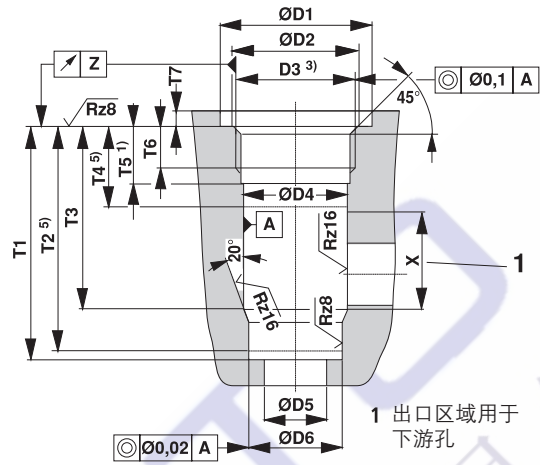 ØD1
ØD2
D3 3)
Z
T7
Ø0,1 A
45°
Rz8
T6
T5 1)
T4 5)
T3
T2 5)
T1
ØD4
A
Rz16
X
1
20°
Rz16
Rz8
ØD5
ØD6
Ø0,02 A
1 出口区域用于
下游孔